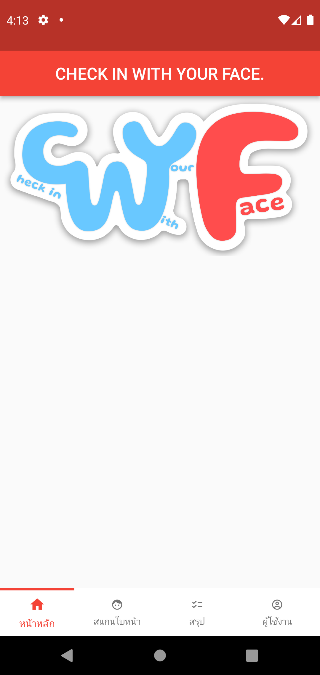 4:13
CHECK IN WITH YOUR FACE.
CWYF
heck in
ith
our
ace
หน้าหลัก
สแกนใบหน้า
สรุป
ผู้ใช้งาน